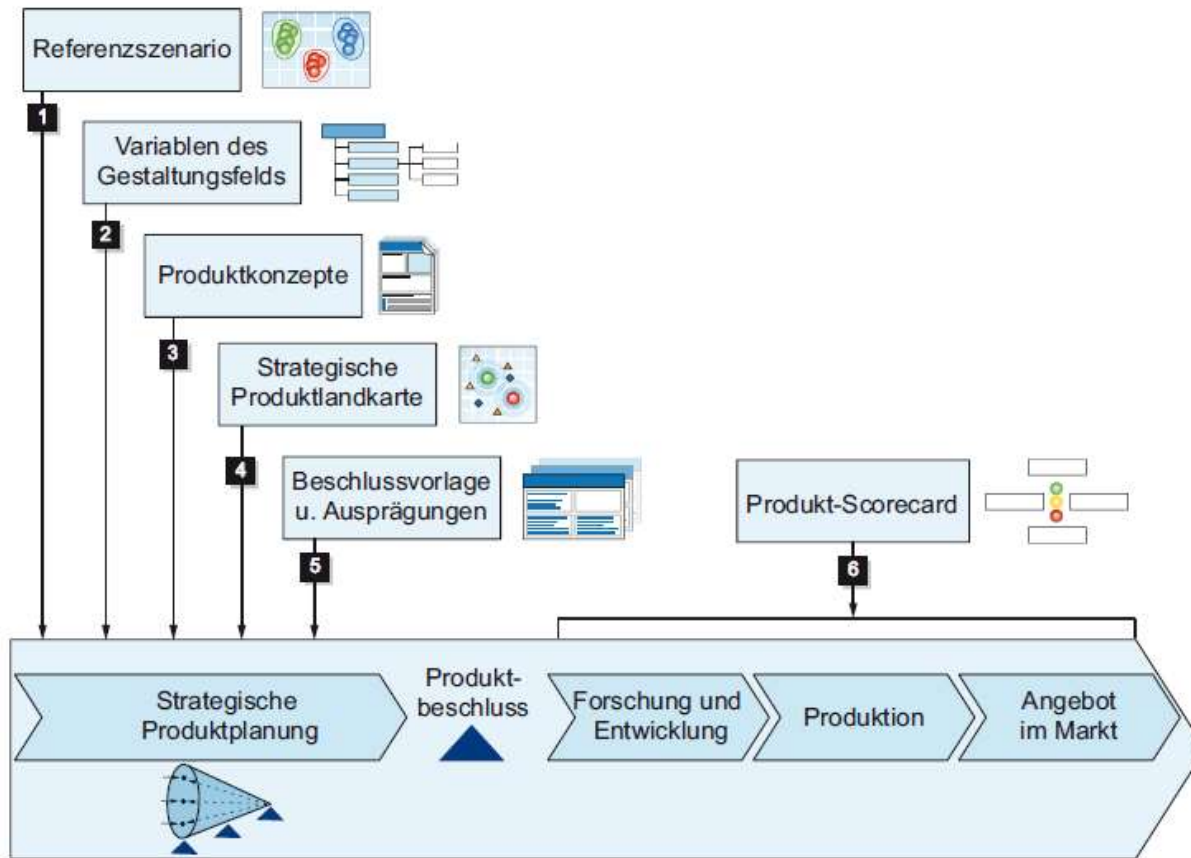 Referenzszenario
1
Variablen des
Gestaltungsfelds
2
Produktkonzepte
3
Strategische
Produktlandkarte
4
Beschlussvorlage
u. Ausprägungen
5
Produkt-Scorecard
6
Strategische
Produktplanung
Produkt-
beschluss
Forschung und
Entwicklung
Produktion
Angebot
im Markt